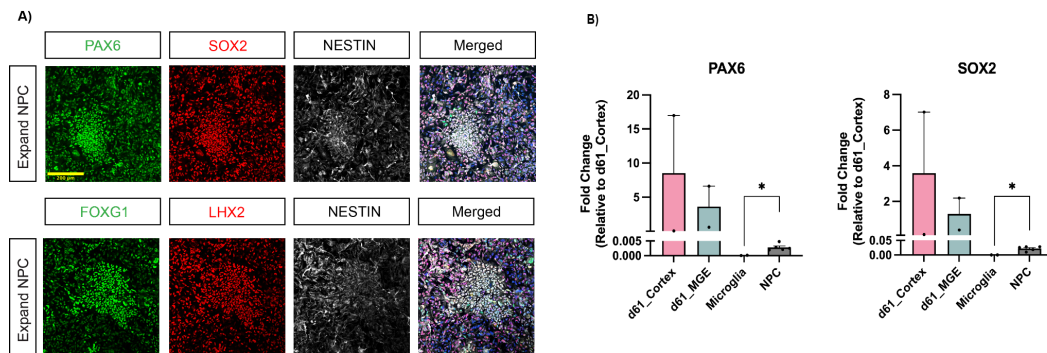 A)
PAX6 SOX2 NESTIN Merged
Expand NPC
200 μm
FOXG1 LHX2 NESTIN Merged
Expand NPC
B)
PAX6
Fold Change
(Relative to d61_Cortex)
20
15
10
5
0.005
0.000
*
d61_Cortex
d61_MGE
Microglia
NPC
SOX2
Fold Change
(Relative to d61_Cortex)
8
6
4
2
0.05
0.00
*
d61_Cortex
d61_MGE
Microglia
NPC